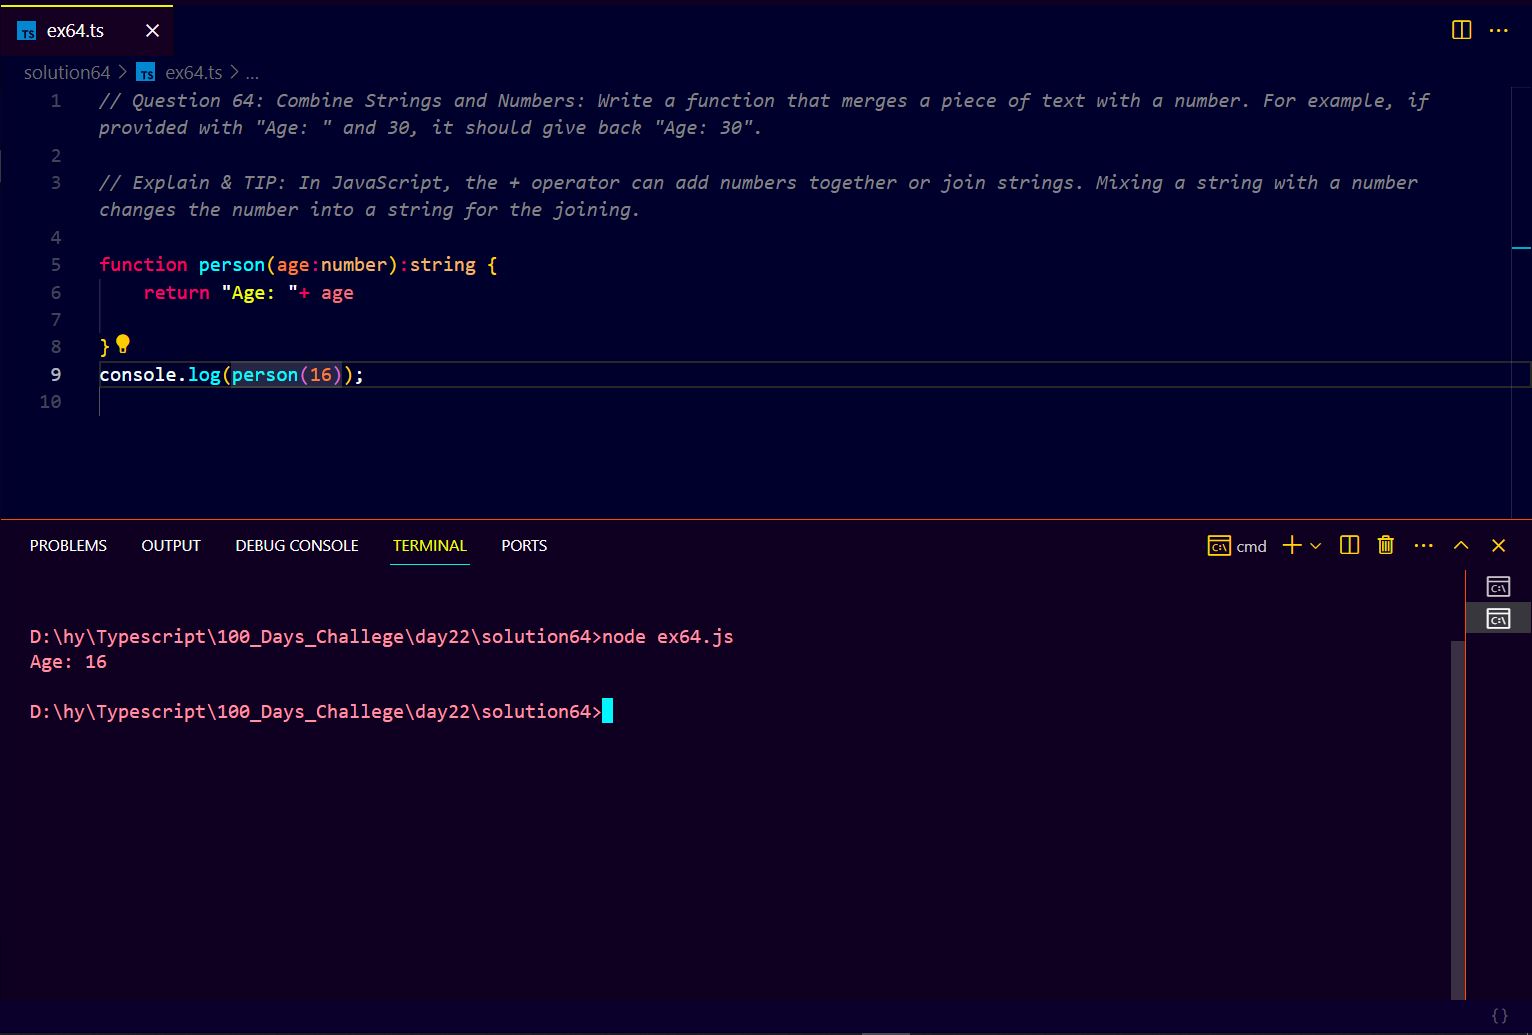 TS ex64.ts
solution64 > TS ex64.ts > ...
1 // Question 64: Combine Strings and Numbers: Write a function that merges a piece of text with a number. For example, if
provided with "Age: " and 30, it should give back "Age: 30".
2
3 // Explain & TIP: In JavaScript, the + operator can add numbers together or join strings. Mixing a string with a number
changes the number into a string for the joining.
4
5 function person(age:number):string {
6 return "Age: "+ age
7
8 }
9 console.log(person(16));
10
PROBLEMS OUTPUT DEBUG CONSOLE TERMINAL PORTS cmd
D:\hy\Typescript\100_Days_Challege\day22\solution64>node ex64.js
Age: 16
D:\hy\Typescript\100_Days_Challege\day22\solution64>
{}